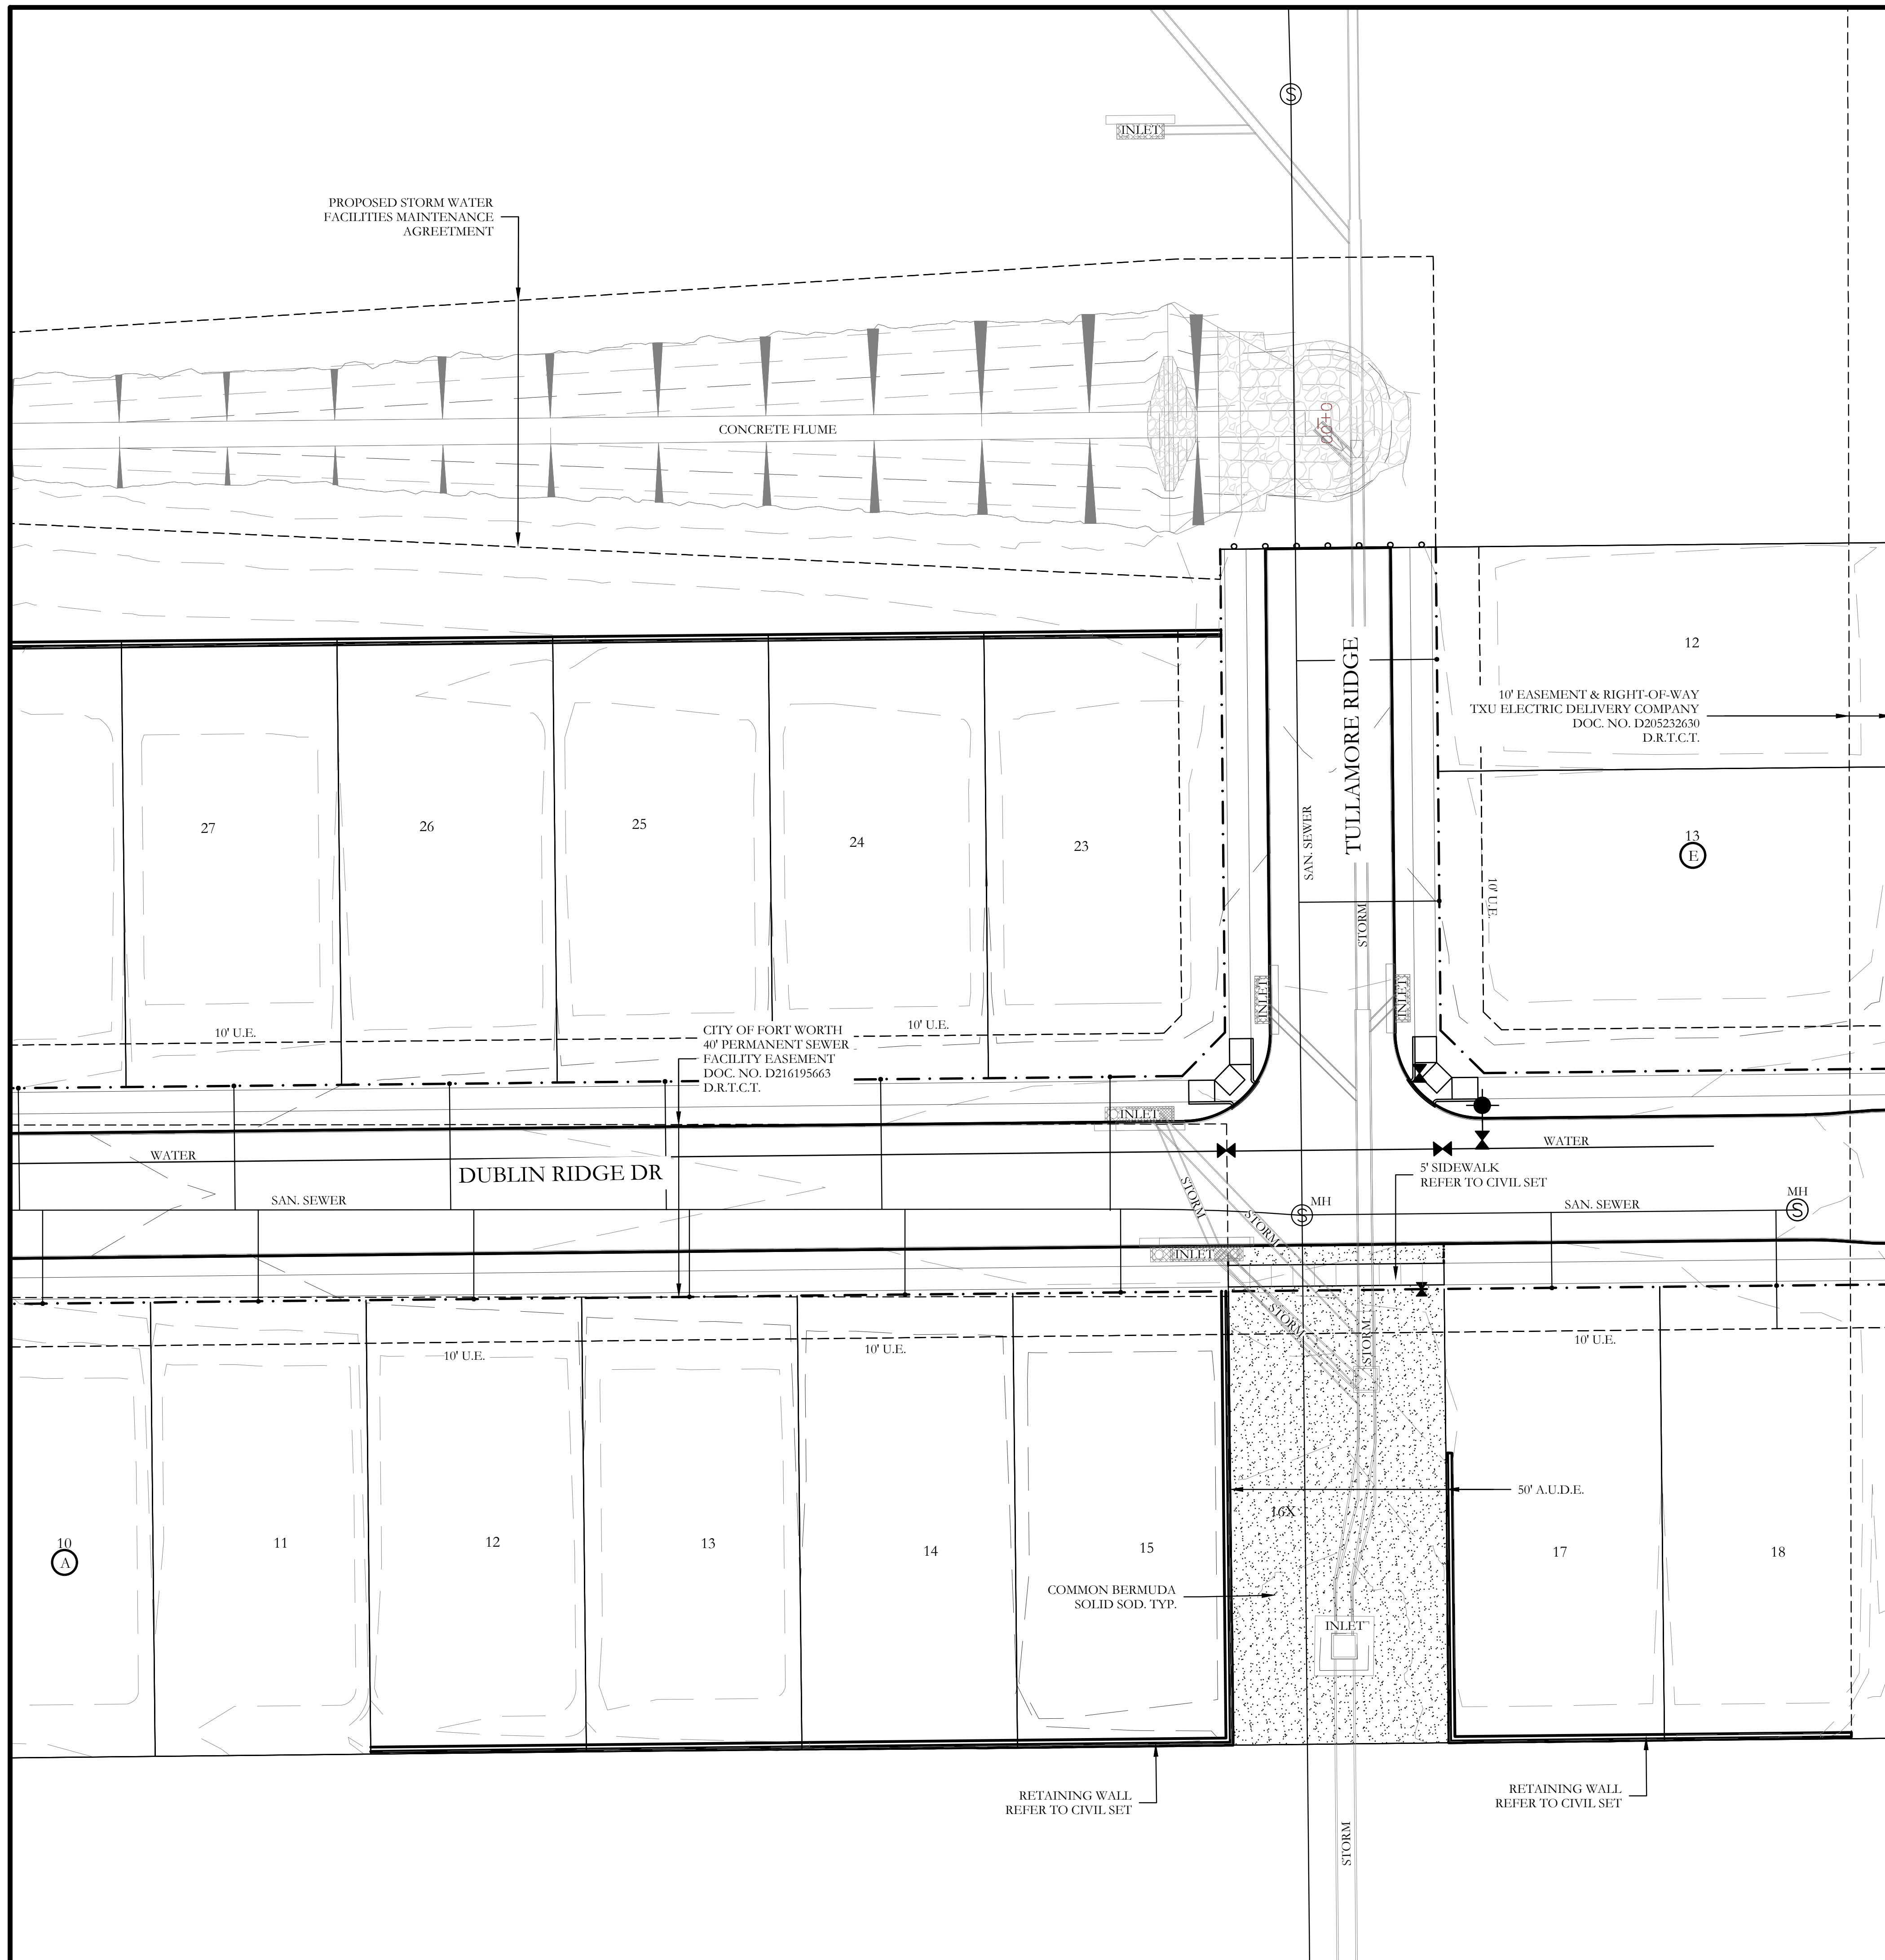 S
INLET
PROPOSED STORM WATER
FACILITIES MAINTENANCE
AGREETMENT
CONCRETE FLUME
0+00
TULLAMORE RIDGE
12
10' EASEMENT & RIGHT-OF-WAY
TXU ELECTRIC DELIVERY COMPANY
DOC. NO. D205232630
D.R.T.C.T.
27
26
25
24
23
SAN. SEWER
13
E
10' U.E.
STORM
INLET
INLET
10' U.E.
CITY OF FORT WORTH
40' PERMANENT SEWER
FACILITY EASEMENT
DOC. NO. D216195663
D.R.T.C.T.
10' U.E.
INLET
WATER
DUBLIN RIDGE DR
WATER
5' SIDEWALK
REFER TO CIVIL SET
SAN. SEWER
STORM
STORM
MH
S
SAN. SEWER
MH
S
INLET
STORM
STORM
10' U.E.
10' U.E.
10' U.E.
50' A.U.D.E.
16X
10
A
11
12
13
14
15
17
18
COMMON BERMUDA
SOLID SOD. TYP.
INLET
RETAINING WALL
REFER TO CIVIL SET
RETAINING WALL
REFER TO CIVIL SET
STORM